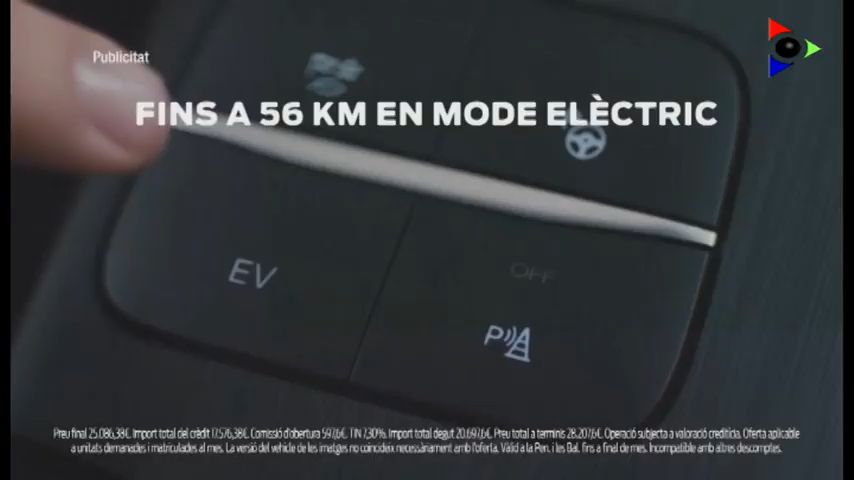 Publicitat
FINS A 56 KM EN MODE ELÈCTRIC
EV
OFF
P
Preu final 25.086,38€. Import total del crèdit 17.576,38€. Comissió d'obertura 597,6€. TIN 7,30%. Import total degut 20.697,6€. Preu total a terminis 28.207,6€. Operació subjecta a valoració creditícia. Oferta aplicable
a unitats demanades i matriculades al mes. La versió del vehicle de les imatges no coincideix necessàriament amb l'oferta. Vàlid a la Pen. i les Bal. fins a final de mes. Incompatible amb altres descomptes.